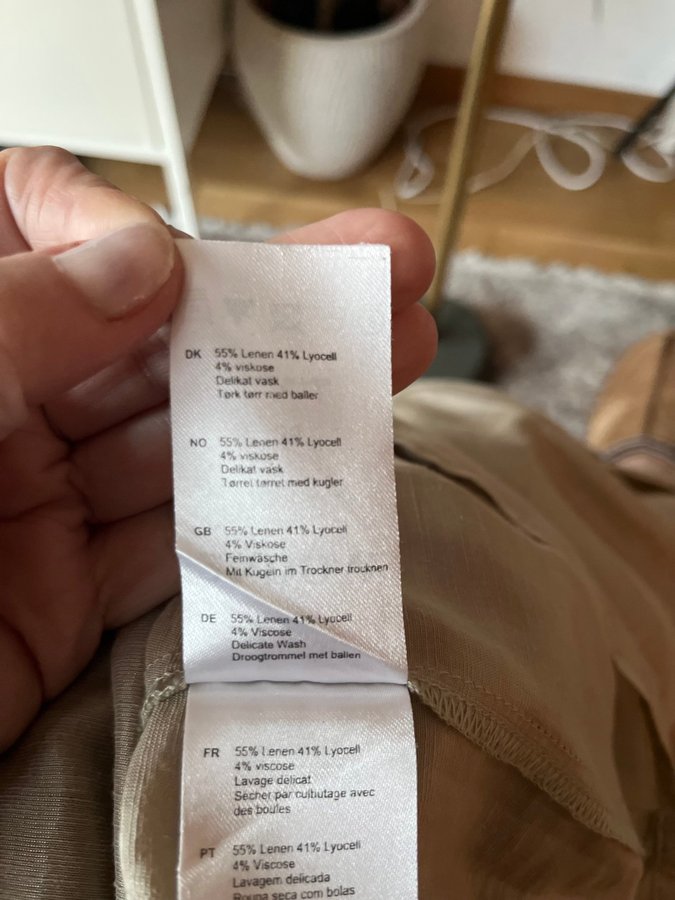 DK 55% Lenen 41% Lyocell
4% viskose
Delikat vask
Tørk tørr med baller
NO 55% Lenen 41% Lyocell
4% viskose
Delikat vask
Tørrel tørret med kugler
GB 55% Lenen 41% Lyocell
4% Viskose
Feinwäsche
Mit Kugeln im Trockner trocknen
DE 55% Lenen 41% Lyocell
4% Viscose
Delicate Wash
Droogtrommel met ballen
FR 55% Lenen 41% Lyocell
4% viscose
Lavage délicat
Sécher par culbutage avec
des boules
PT 55% Lenen 41% Lyocell
4% Viscose
Lavagem delicada
Roupa seca com bolas